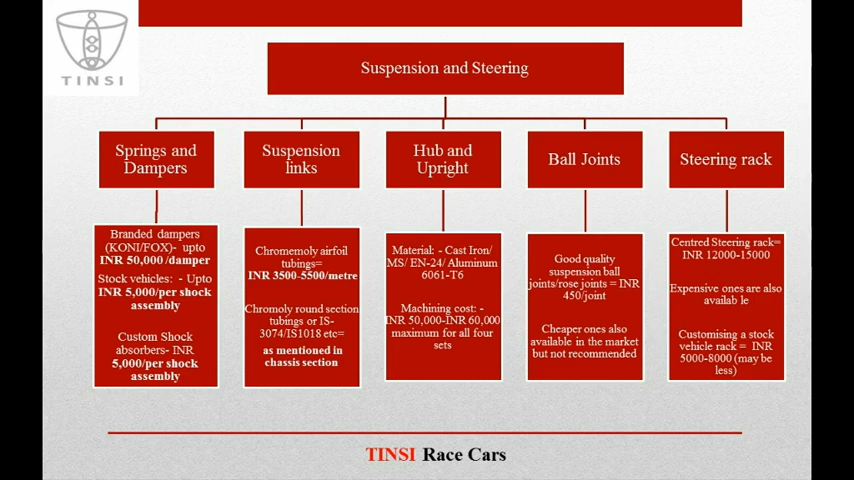 TINSI
Suspension and Steering
Springs and
Dampers
Branded dampers
(KONI/FOX)- upto
INR 50,000/damper
Stock vehicles: - Upto
INR 5,000/per shock
assembly
Custom Shock
absorbers- INR
5,000/per shock
assembly
Suspension
links
Chromemoly airfoil
tubings=
INR 3500-5500/metre
Chromoly round section
tubings or IS-
3074/IS1018 etc=
as mentioned in
chassis section
Hub and
Upright
Material: - Cast Iron/
MS/ EN-24/ Aluminum
6061-T6
Machining cost: -
INR 50,000-INR 60,000
maximum for all four
sets
Ball Joints
Good quality
suspension ball
joints/rose joints = INR
450/joint
Cheaper ones also
available in the market
but not recommended
Steering rack
Centred Steering rack=
INR 12000-15000
Expensive ones are also
availab le
Customising a stock
vehicle rack = INR
5000-8000 (may be
less)
TINSI Race Cars